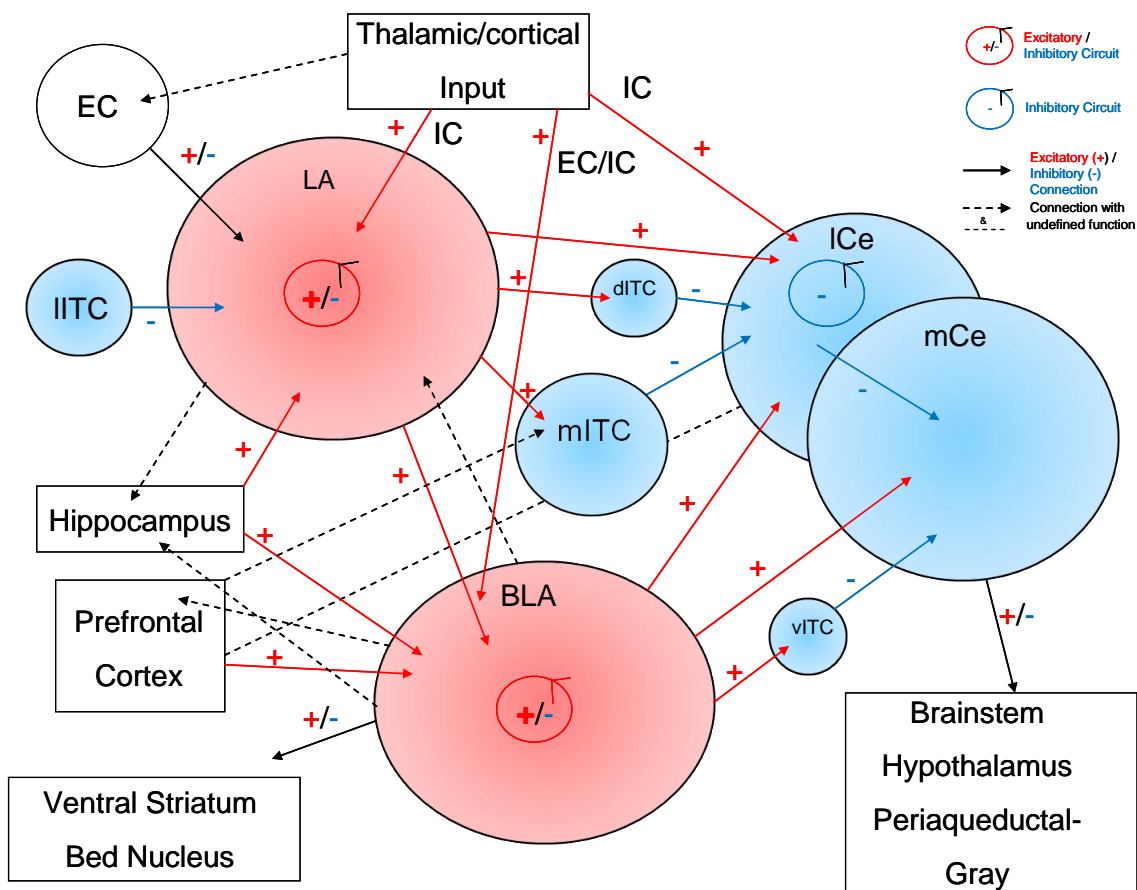 Thalamic/cortical
Input
EC
+/-
+
IC
+
EC/IC
IC
+
+/-
Excitatory /
Inhibitory Circuit
-
Inhibitory Circuit
Excitatory (+) /
Inhibitory (-)
Connection
Connection with
&
undefined function
LA
+/-
lITC
-
+
+
dITC
-
lCe
-
mCe
-
+
mITC
-
+
+
Hippocampus
+
Prefrontal
Cortex
+
BLA
+/-
+
+
+
vITC
-
+/-
+/-
Ventral Striatum
Bed Nucleus
Brainstem
Hypothalamus
Periaqueductal-
Gray